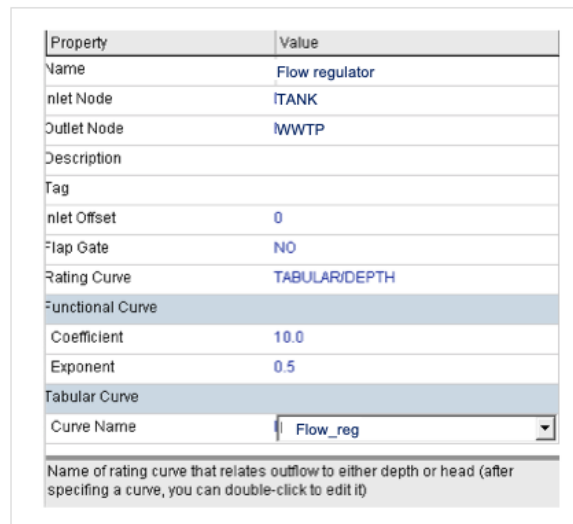 Property Value
Name Flow regulator
nlet Node TANK
Outlet Node WWTP
Description
Tag
nlet Offset 0
Flap Gate NO
Rating Curve TABULAR/DEPTH
Functional Curve
Coefficient 10.0
Exponent 0.5
Tabular Curve
Curve Name Flow_reg
Name of rating curve that relates outflow to either depth or head (after
specifing a curve, you can double-click to edit it)